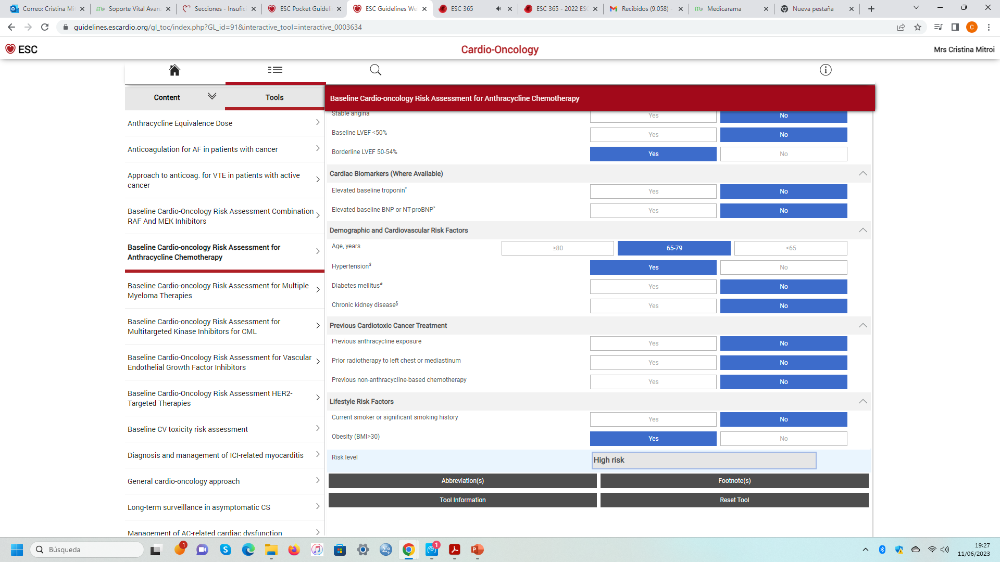 Correo: Cristina Mi
Soporte Vital Avan
Secciones - Insufic
ESC Pocket Guideli
ESC Guidelines We
ESC 365
ESC 365 - 2022 ESC
Recibidos (9.058) -
Medicarama
Nueva pestaña
guidelines.escardio.org/gl_toc/index.php?GL_id=91&interactive_tool=interactive_0003634
C
ESC
Cardio-Oncology
Mrs Cristina Mitroi
Content
Tools
Baseline Cardio-oncology Risk Assessment for Anthracycline Chemotherapy
Anthracycline Equivalence Dose
Anticoagulation for AF in patients with cancer
Approach to anticoag. for VTE in patients with active
cancer
Baseline Cardio-Oncology Risk Assessment Combination
RAF And MEK Inhibitors
Baseline Cardio-oncology Risk Assessment for
Anthracycline Chemotherapy
Baseline Cardio-oncology Risk Assessment for Multiple
Myeloma Therapies
Baseline Cardio-oncology Risk Assessment for
Multitargeted Kinase Inhibitors for CML
Baseline Cardio-Oncology Risk Assessment for Vascular
Endothelial Growth Factor Inhibitors
Baseline Cardio-Oncology Risk Assessment HER2-
Targeted Therapies
Baseline CV toxicity risk assessment
Diagnosis and management of ICI-related myocarditis
General cardio-oncology approach
Long-term surveillance in asymptomatic CS
Management of AC-related cardiac dysfunction
Stable angina Yes No
Baseline LVEF <50% Yes No
Borderline LVEF 50-54% Yes No
Cardiac Biomarkers (Where Available)
Elevated baseline troponin* Yes No
Elevated baseline BNP or NT-proBNP* Yes No
Demographic and Cardiovascular Risk Factors
Age, years ≥80 65-79 <65
Hypertension$ Yes No
Diabetes mellitus# Yes No
Chronic kidney disease§ Yes No
Previous Cardiotoxic Cancer Treatment
Previous anthracycline exposure Yes No
Prior radiotherapy to left chest or mediastinum Yes No
Previous non-anthracycline-based chemotherapy Yes No
Lifestyle Risk Factors
Current smoker or significant smoking history Yes No
Obesity (BMI>30) Yes No
Risk level High risk
Abbreviation(s) Footnote(s)
Tool Information Reset Tool
Búsqueda
1
1
19:27
11/06/2023